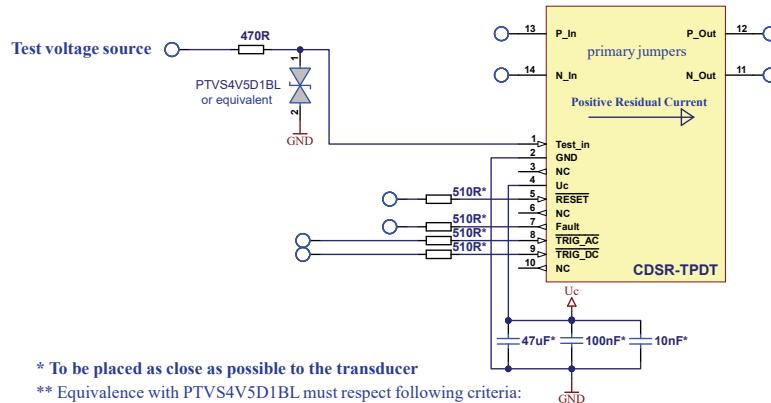 13 P_In P_Out 12
470R
Test voltage source
primary jumpers
1
14 N_In N_Out 11
PTVS4V5D1BL
or equivalent
2
Positive Residual Current
GND
1 Test_in
2 GND
3 NC
4 Uc
510R* 5 RESET
6 NC
510R* 7 Fault
510R* 8 TRIG_AC
510R* 9 TRIG_DC
10 NC CDSR-TPDT
Uc
47uF* 100nF* 10nF*
* To be placed as close as possible to the transducer
** Equivalence with PTVS4V5D1BL must respect following criteria:
GND